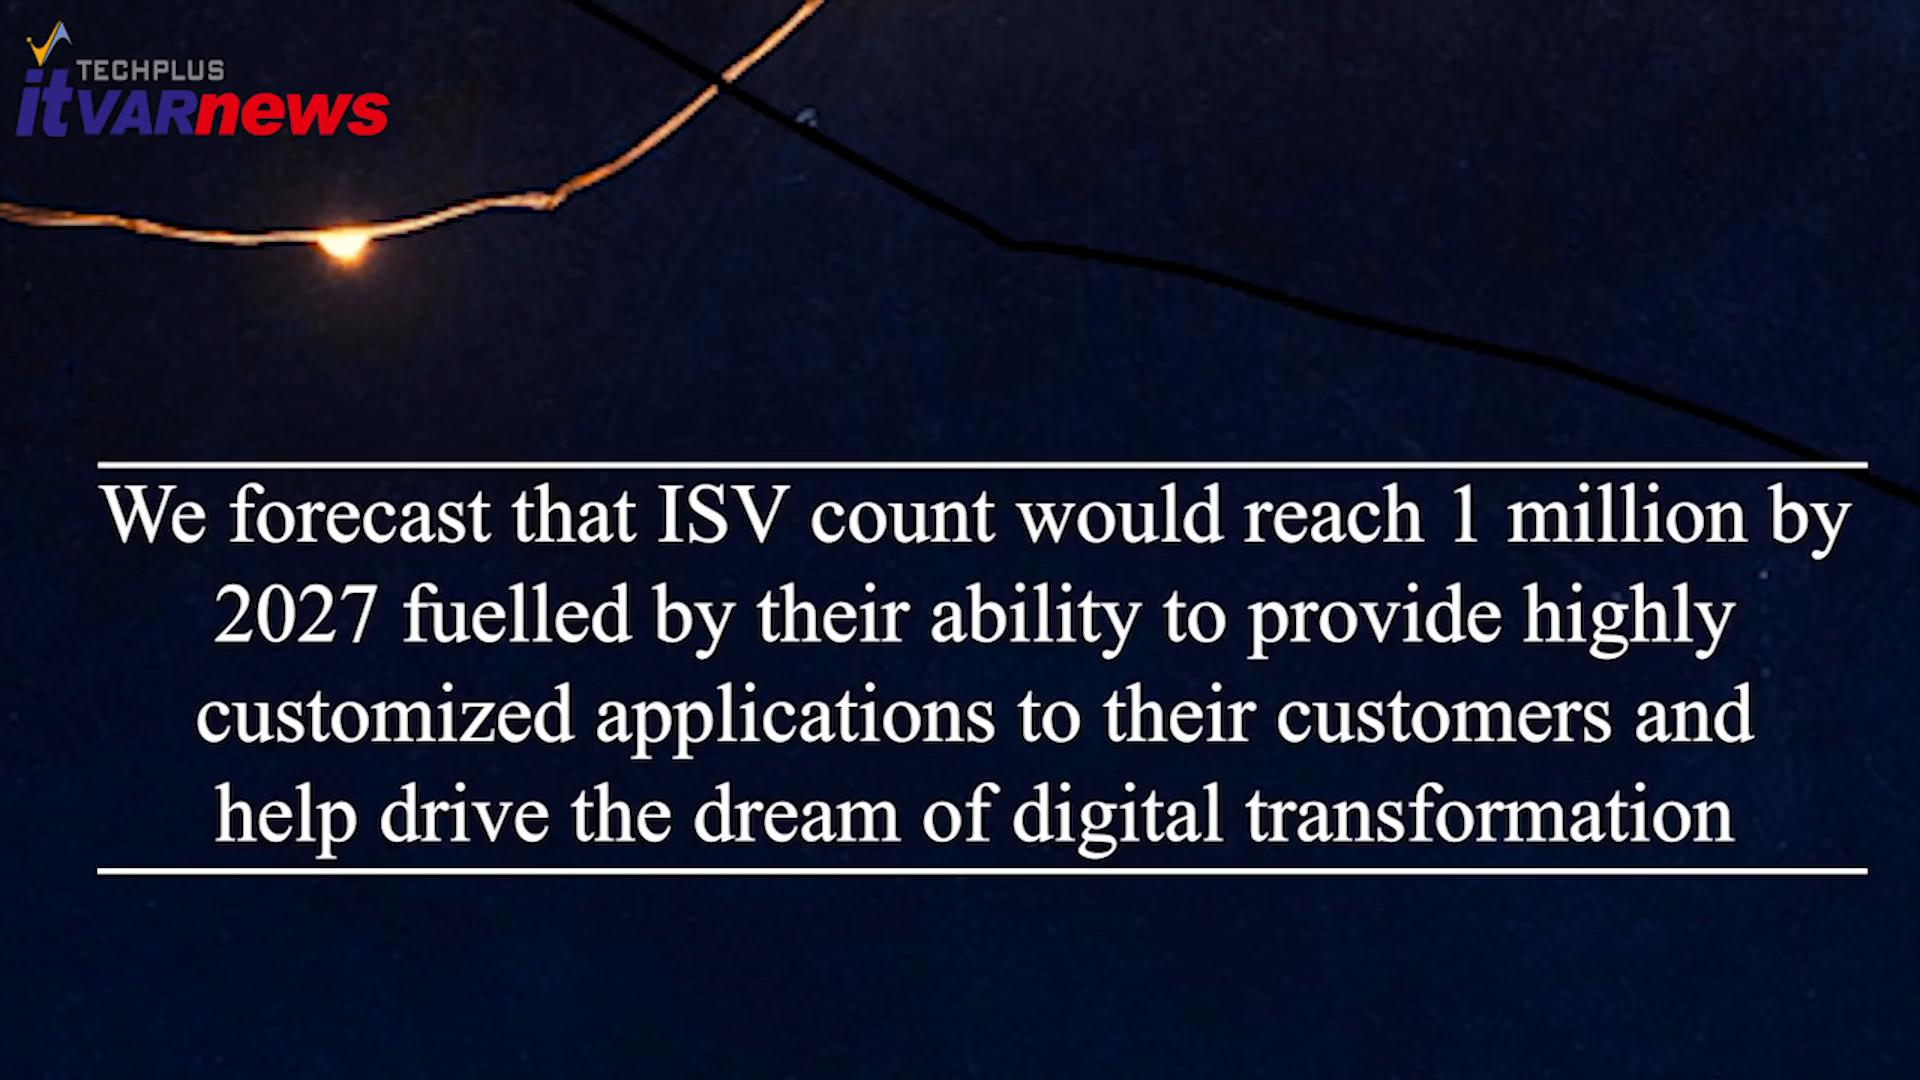 TECHPLUS
itVARnews
We forecast that ISV count would reach 1 million by
2027 fuelled by their ability to provide highly
customized applications to their customers and
help drive the dream of digital transformation